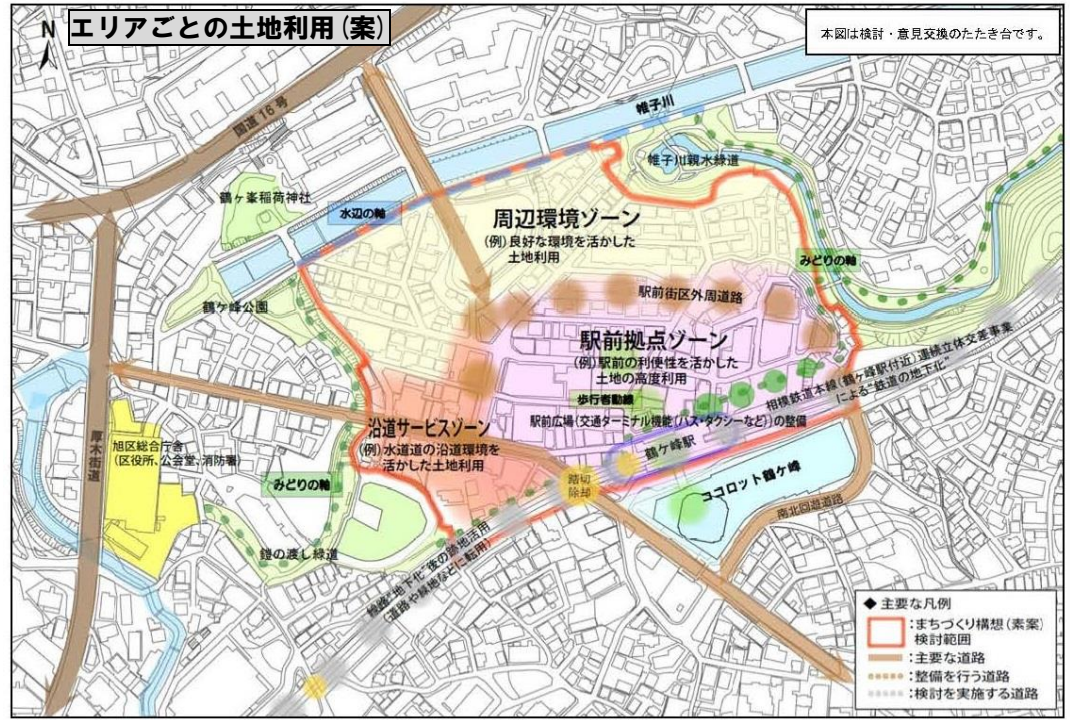 エリアごとの土地利用(案)
本図は検討・意見交換のたたき台です。
N
国道16号
帷子川
鶴ヶ峯稲荷神社
水辺の軸
帷子川親水緑道
周辺環境ゾーン
(例)良好な環境を活かした
土地利用
みどりの軸
鶴ヶ峰公園
駅前街区外周道路
駅前拠点ゾーン
(例)駅前の利便性を活かした
土地の高度利用
相模鉄道本線(鶴ヶ峰駅付近)連続立体交差事業
による“鉄道の地下化”
歩行者動線
駅前広場(交通ターミナル機能(バス・タクシーなど))の整備
沿道サービスゾーン
(例)水道道の沿道環境を
活かした土地利用
鶴ヶ峰駅
厚木街道
旭区総合庁舎
(区役所、公会堂、消防署)
みどりの軸
踏切
除却
ココロット鶴ヶ峰
南北回遊道路
鎧の渡し緑道
線路“地下化”後の跡地活用
(道路や緑地などに転用)
◆ 主要な凡例
:まちづくり構想(素案)
検討範囲
:主要な道路
:整備を行う道路
:検討を実施する道路